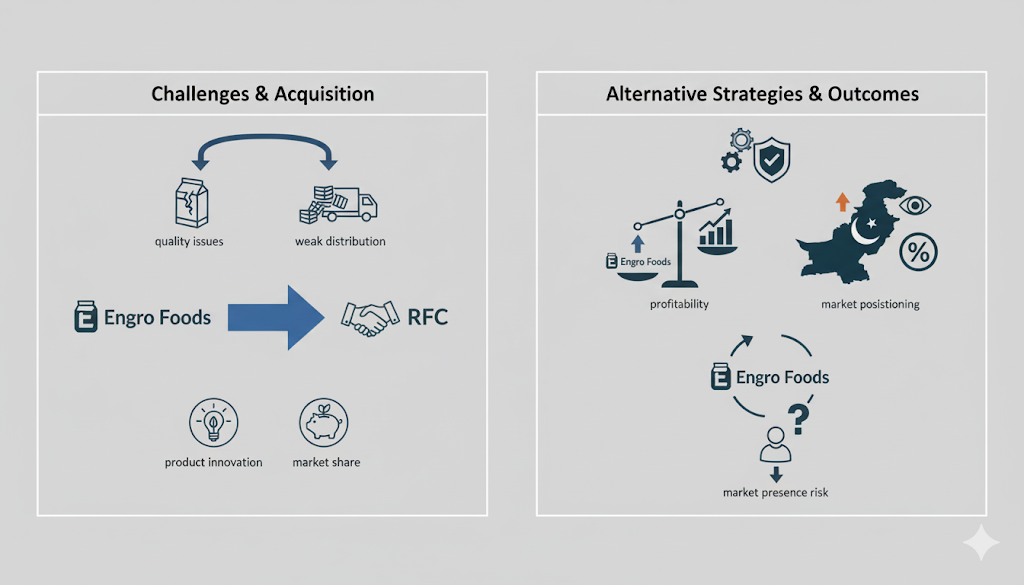 Challenges & Acquisition
quality issues
weak distribution
E Engro Foods
RFC
product innovation
market share
Alternative Strategies & Outcomes
E Engro Foods
%
profitability
market posistioning
E Engro Foods
?
market presence risk